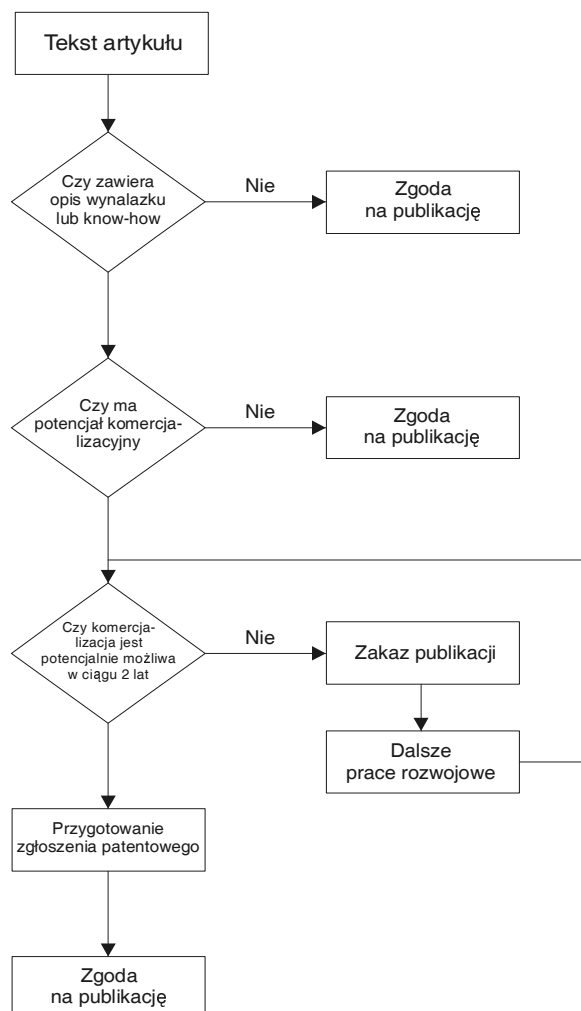 Tekst artykułu
Czy zawiera
opis wynalazku
lub know-how
Nie
Zgoda
na publikację
Czy ma
potencjał komercja-
lizacyjny
Nie
Zgoda
na publikację
Czy komercja-
lizacja jest
potencjalnie możliwa
w ciągu 2 lat
Nie
Zakaz publikacji
Dalsze
prace rozwojowe
Przygotowanie
zgłoszenia patentowego
Zgoda
na publikację